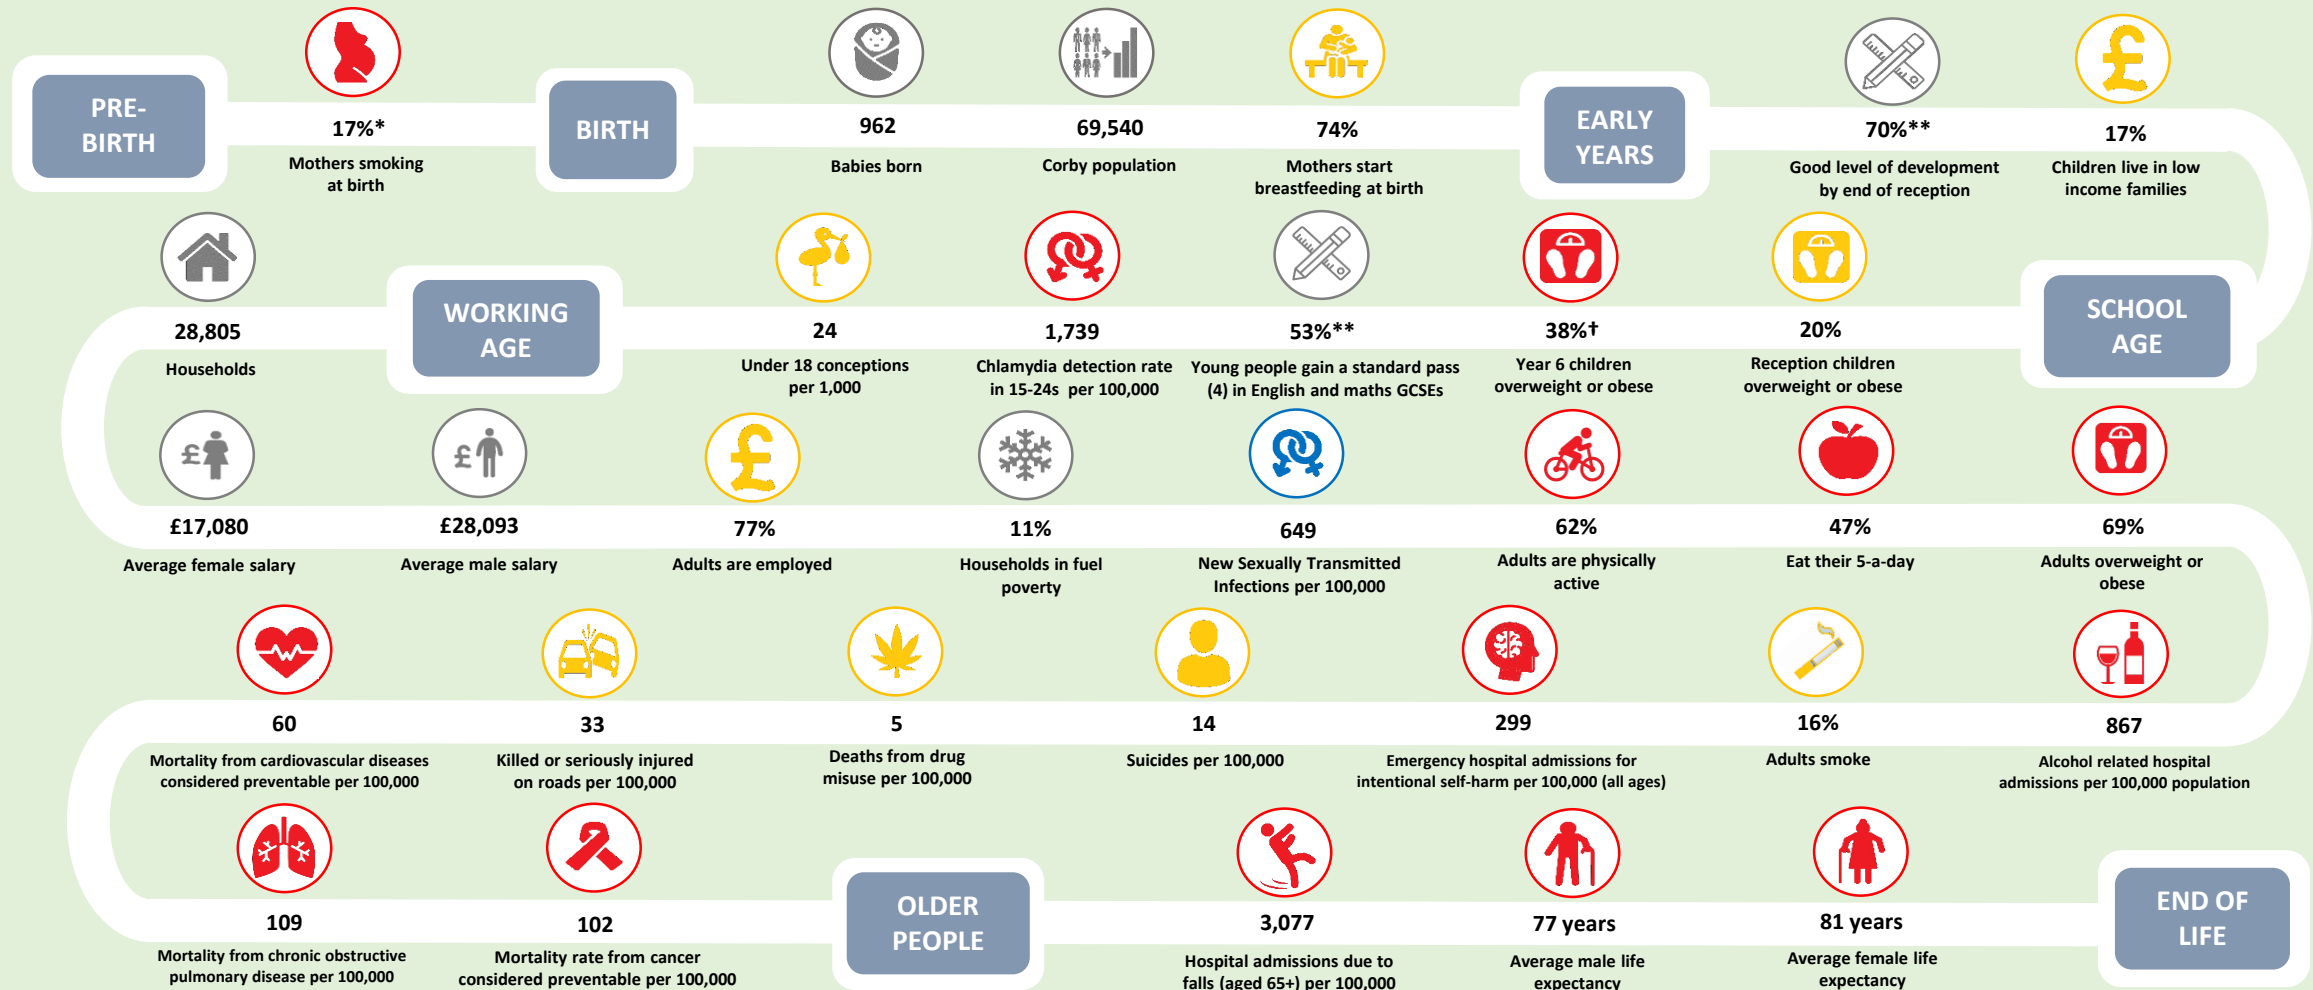 PRE-
BIRTH
17%*
Mothers smoking
at birth
BIRTH
962
Babies born
69,540
Corby population
74%
Mothers start
breastfeeding at birth
EARLY
YEARS
70%**
Good level of development
by end of reception
£
17%
Children live in low
income families
SCHOOL
AGE
20%
Reception children
overweight or obese
38%†
Year 6 children
overweight or obese
53%**
Young people gain a standard pass
(4) in English and maths GCSEs
1,739
Chlamydia detection rate
in 15-24s per 100,000
24
Under 18 conceptions
per 1,000
WORKING
AGE
28,805
Households
£
£17,080
Average female salary
£
£28,093
Average male salary
£
77%
Adults are employed
11%
Households in fuel
poverty
649
New Sexually Transmitted
Infections per 100,000
62%
Adults are physically
active
47%
Eat their 5-a-day
69%
Adults overweight or
obese
867
Alcohol related hospital
admissions per 100,000 population
16%
Adults smoke
299
Emergency hospital admissions for
intentional self-harm per 100,000 (all ages)
14
Suicides per 100,000
5
Deaths from drug
misuse per 100,000
33
Killed or seriously injured
on roads per 100,000
60
Mortality from cardiovascular diseases
considered preventable per 100,000
109
Mortality from chronic obstructive
pulmonary disease per 100,000
102
Mortality rate from cancer
considered preventable per 100,000
OLDER
PEOPLE
3,077
Hospital admissions due to
falls (aged 65+) per 100,000
77 years
Average male life
expectancy
81 years
Average female life
expectancy
END OF
LIFE